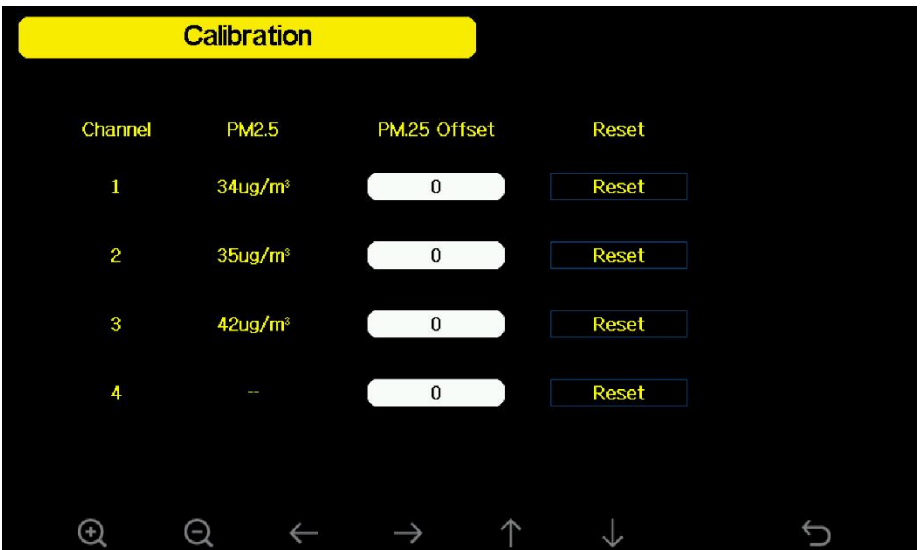 Calibration
Channel PM2.5 PM.25 Offset Reset
1 34ug/m³ 0 Reset
2 35ug/m³ 0 Reset
3 42ug/m³ 0 Reset
4 -- 0 Reset